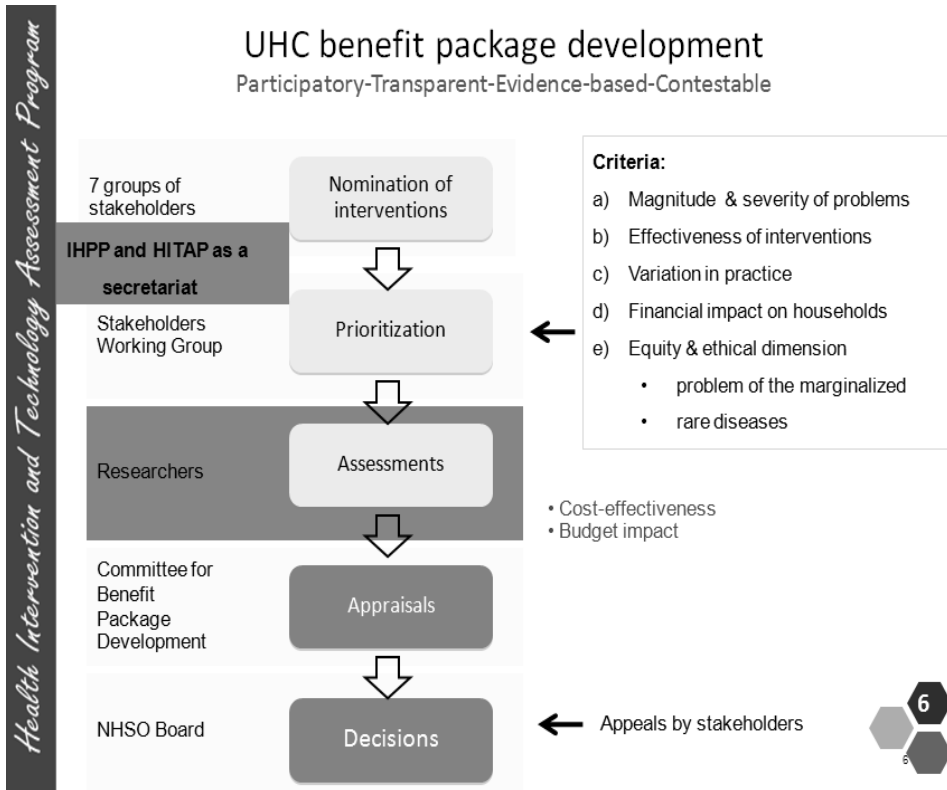 Health Intervention and Technology Assessment Program
UHC benefit package development
Participatory-Transparent-Evidence-based-Contestable
7 groups of
stakeholders
Nomination of
interventions
IHPP and HITAP as a
secretariat
Stakeholders
Working Group
Prioritization
Criteria:
a) Magnitude & severity of problems
b) Effectiveness of interventions
c) Variation in practice
d) Financial impact on households
e) Equity & ethical dimension
• problem of the marginalized
• rare diseases
Researchers
Assessments
• Cost-effectiveness
• Budget impact
Committee for
Benefit
Package
Development
Appraisals
NHSO Board
Decisions
Appeals by stakeholders
6
6